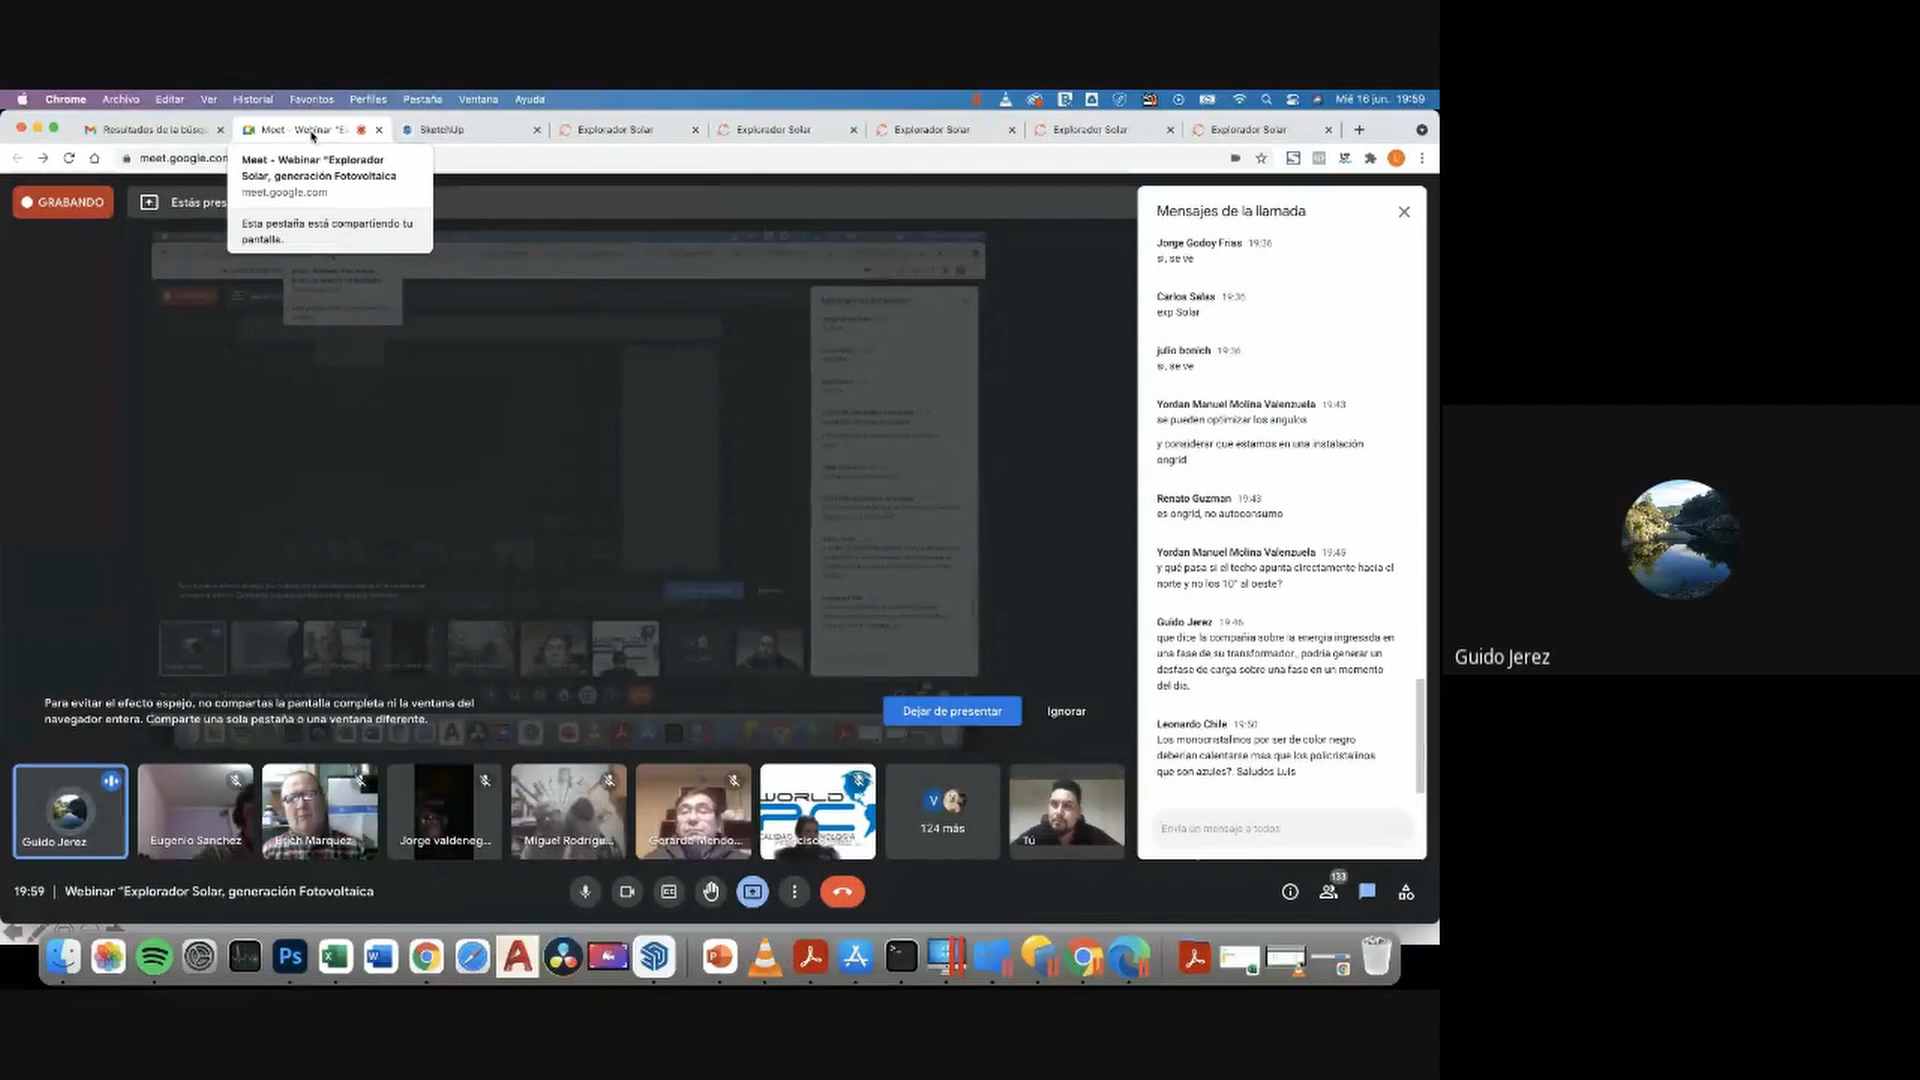 Chrome Archivo Editar Ver Historial Favoritos Perfiles Pestaña Ventana Ayuda
Mié 16 jun. 19:59
Resultados de la búsq
Meet - Webinar "E
SketchUp
Explorador Solar
Explorador Solar
Explorador Solar
Explorador Solar
Explorador Solar
meet.google.com
Meet - Webinar "Explorador
Solar, generación Fotovoltaica
meet.google.com
Esta pestaña está compartiendo tu
pantalla.
GRABANDO
Estás pres
Mensajes de la llamada
Jorge Godoy Frias 19:36
si, se ve
Carlos Salas 19:36
exp Solar
julio bonich 19:36
si, se ve
Yordan Manuel Molina Valenzuela 19:43
se pueden optimizar los angulos
y considerar que estamos en una instalación
ongrid
Renato Guzman 19:43
es ongrid, no autoconsumo
Yordan Manuel Molina Valenzuela
y qué pasa si el techo apunta directamente hacia el
norte y no los 10° al oeste?
Guido Jerez 19:46
que dice la compañia sobre la energia ingresada en
una fase de su transformador., podria generar un
desfase de carga sobre una fase en un momento
del dia.
Leonardo Chile 19:50
Los monocristalinos por ser de color negro
deberian calentarse mas que los policristalinos
que son azules?. Saludos Luis
Envía un mensaje a todos
Para evitar el efecto espejo, no compartas la pantalla completa ni la ventana del
navegador entera. Comparte una sola pestaña o una ventana diferente.
Dejar de presentar
Ignorar
Guido Jerez
Eugenio Sanchez
Erich Marquez
Jorge valdeneg...
Miguel Rodrigu...
Gerardo Mendo...
WORLD
PC
CALIDAD
Francisco
V
124 más
Tú
19:59 | Webinar "Explorador Solar, generación Fotovoltaica
133
Ps
Guido Jerez